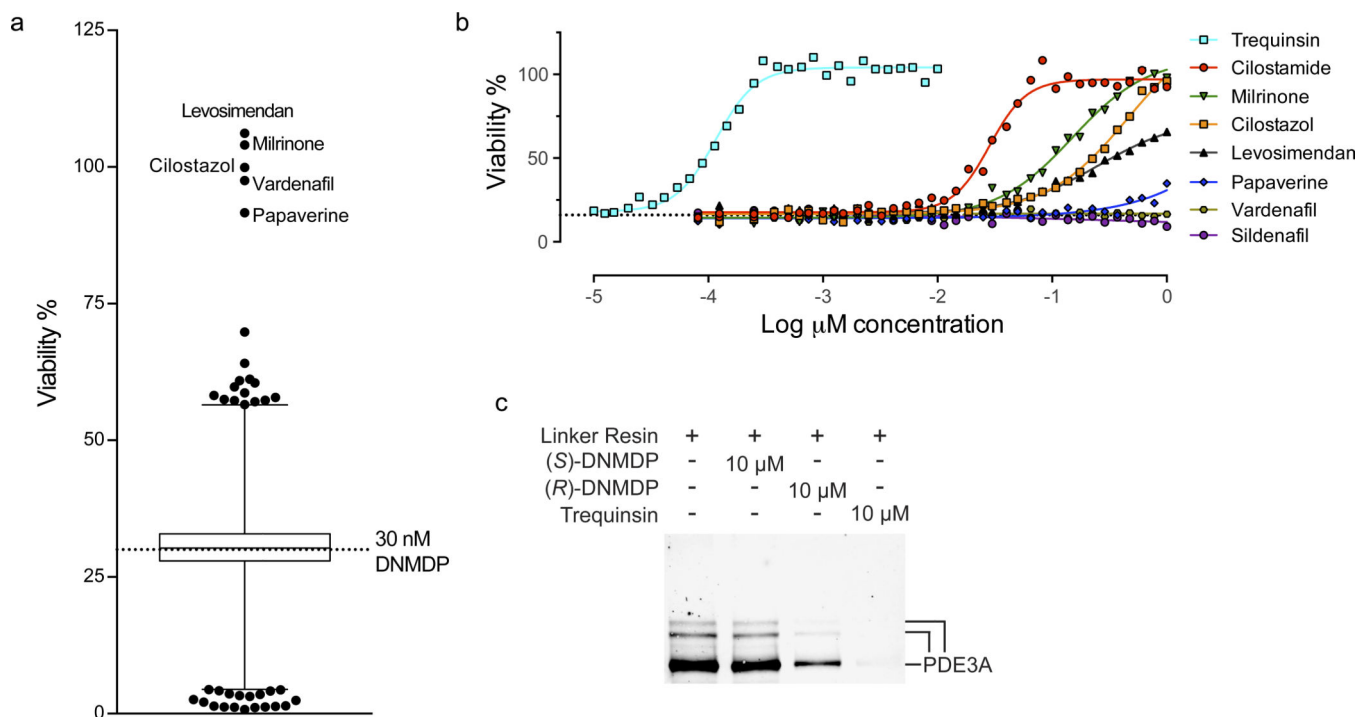 a
125
100
75
50
25
0
Viability %
Levosimendan
Milrinone
Cilostazol
Vardenafil
Papaverine
30 nM
DNMDP
b
100
50
0
Viability %
-5 -4 -3 -2 -1 0
Log μM concentration
Trequinsin
Cilostamide
Milrinone
Cilostazol
Levosimendan
Papaverine
Vardenafil
Sildenafil
c
Linker Resin + + + +
(S)-DNMDP - 10 μM - -
(R)-DNMDP - - 10 μM -
Trequinsin - - - 10 μM
PDE3A